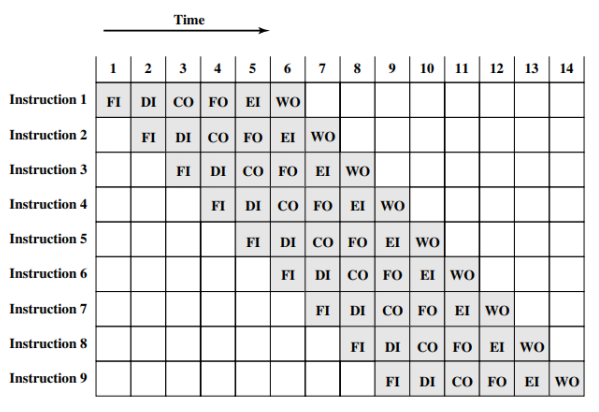 Time
1 2 3 4 5 6 7 8 9 10 11 12 13 14
Instruction 1 FI DI CO FO EI WO
Instruction 2 FI DI CO FO EI WO
Instruction 3 FI DI CO FO EI WO
Instruction 4 FI DI CO FO EI WO
Instruction 5 FI DI CO FO EI WO
Instruction 6 FI DI CO FO EI WO
Instruction 7 FI DI CO FO EI WO
Instruction 8 FI DI CO FO EI WO
Instruction 9 FI DI CO FO EI WO